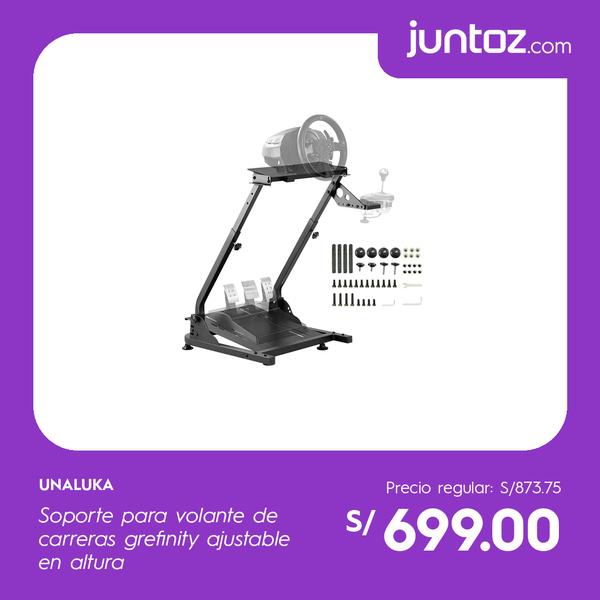 juntoz.com
UNALUKA
Soporte para volante de
carreras grefinity ajustable
en altura
Precio regular: S/873.75
S/ 699.00